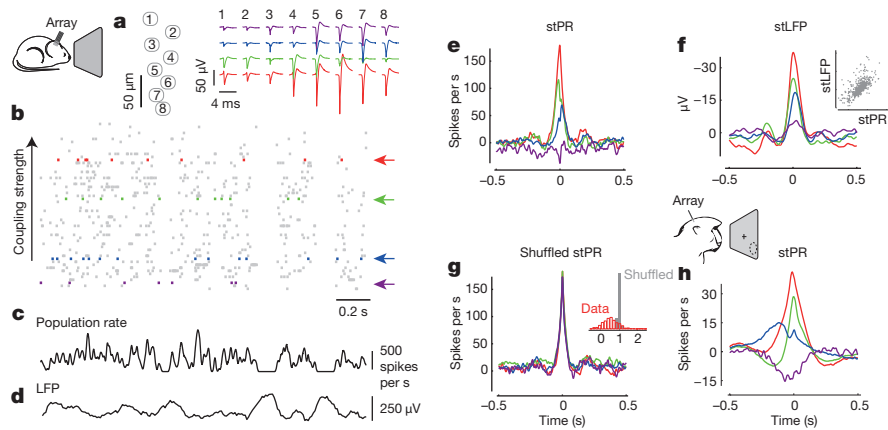 Array
a
1
2
3
4
5
6
7
8
50 µm
1 2 3 4 5 6 7 8
50 µV
4 ms
b
Coupling strength
0.2 s
c
Population rate
500 spikes per s
d
LFP
250 µV
e
stPR
Spikes per s
150
100
50
0
−0.5 0 0.5
f
stLFP
µV
−30
−15
0
−0.5 0 0.5
stLFP
stPR
g
Shuffled stPR
Spikes per s
150
100
50
0
−0.5 0 0.5
Time (s)
Shuffled
Data
0 1 2
Array
h
stPR
Spikes per s
30
15
0
−15
−0.5 0 0.5
Time (s)